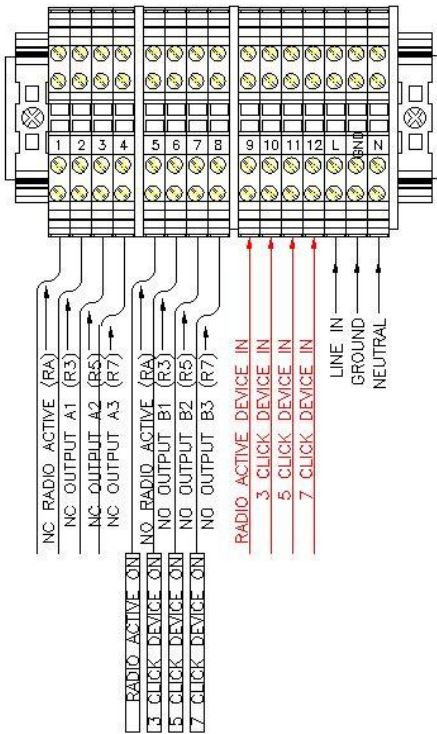 1 2 3 4 5 6 7 8 9 10 11 12 L GND N
NC RADIO ACTIVE (RA)
NC OUTPUT A1 (R3)
NC OUTPUT A2 (R5)
NC OUTPUT A3 (R7)
NO RADIO ACTIVE (RA)
NO OUTPUT B1 (R3)
NO OUTPUT B2 (R5)
NO OUTPUT B3 (R7)
RADIO ACTIVE DEVICE IN
3 CLICK DEVICE IN
5 CLICK DEVICE IN
7 CLICK DEVICE IN
LINE IN
GROUND
NEUTRAL
RADIO ACTIVE ON
3 CLICK DEVICE ON
5 CLICK DEVICE ON
7 CLICK DEVICE ON